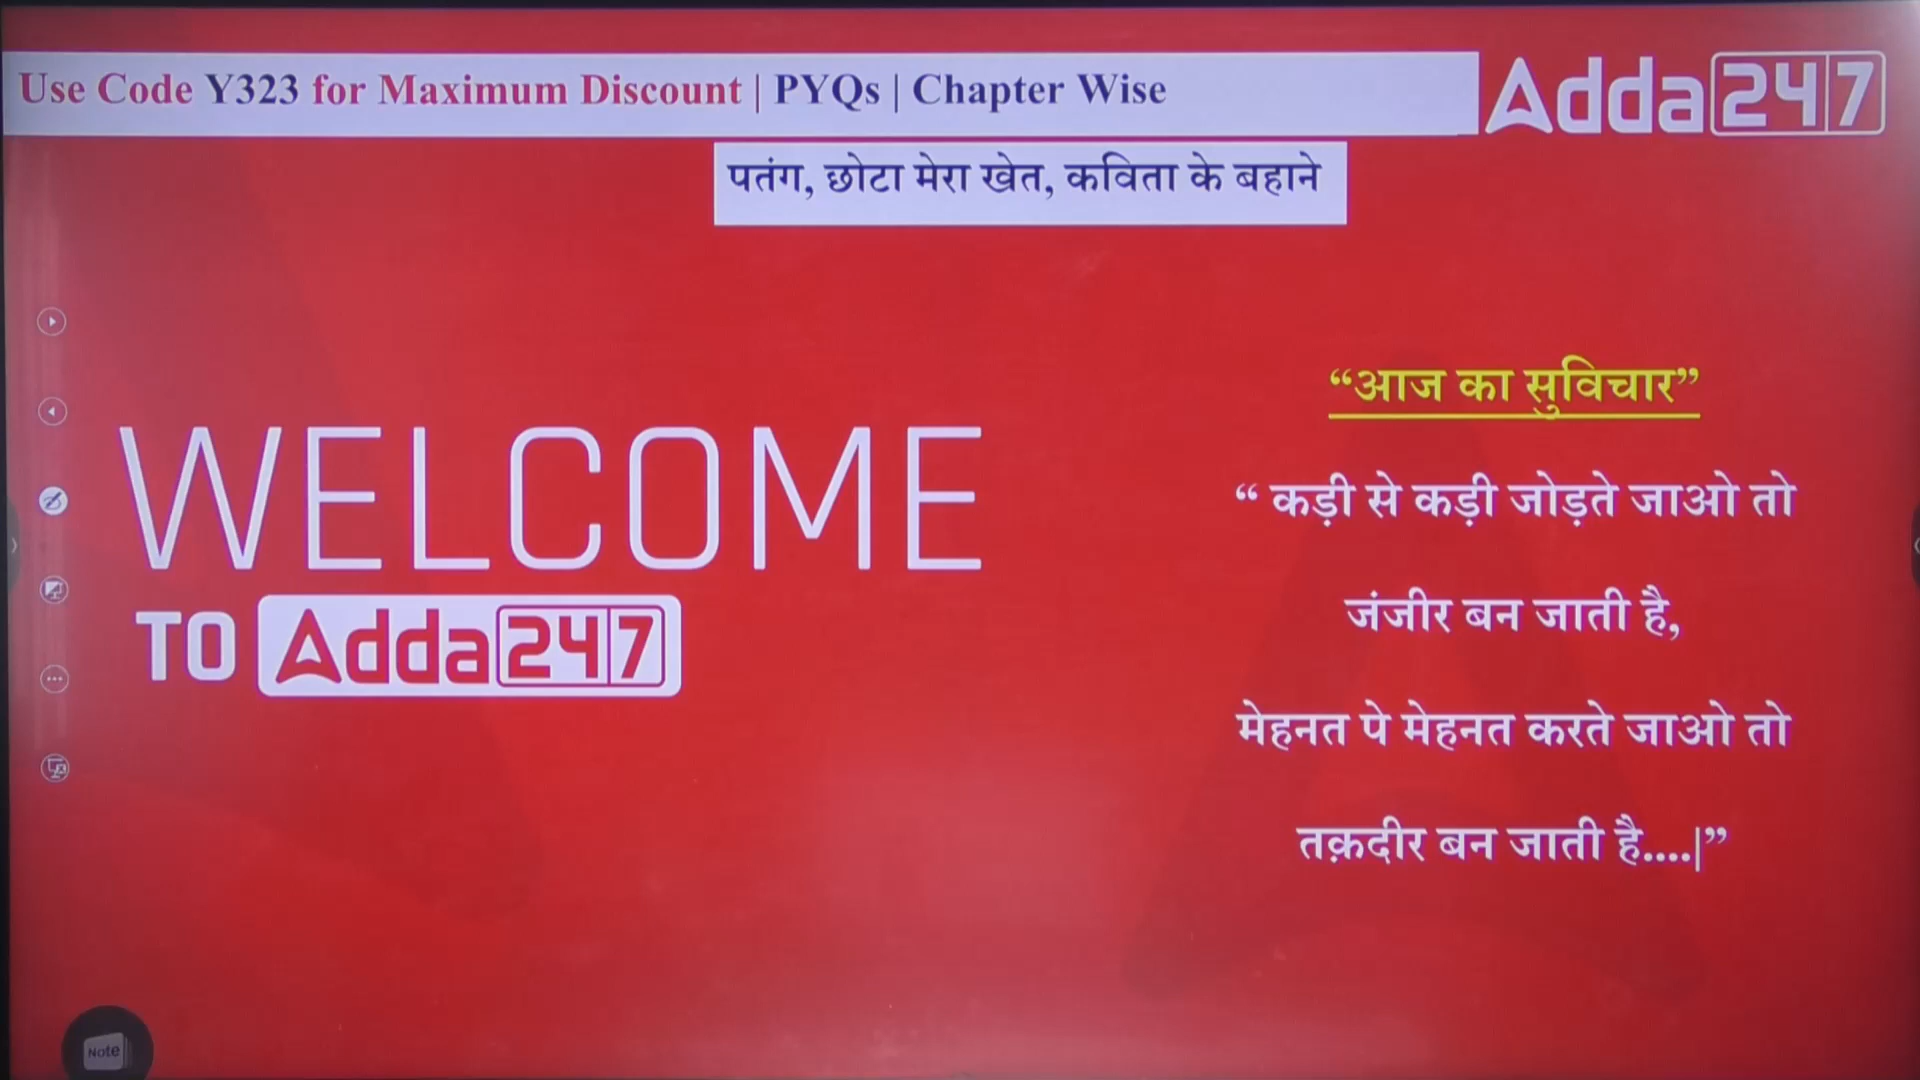 Use Code Y323 for Maximum Discount | PYQs | Chapter Wise
Adda247
पतंग, छोटा मेरा खेत, कविता के बहाने
WELCOME
TO Adda247
“आज का सुविचार”
“ कड़ी से कड़ी जोड़ते जाओ तो
जंजीर बन जाती है,
मेहनत पे मेहनत करते जाओ तो
तक़दीर बन जाती है....|”
Note